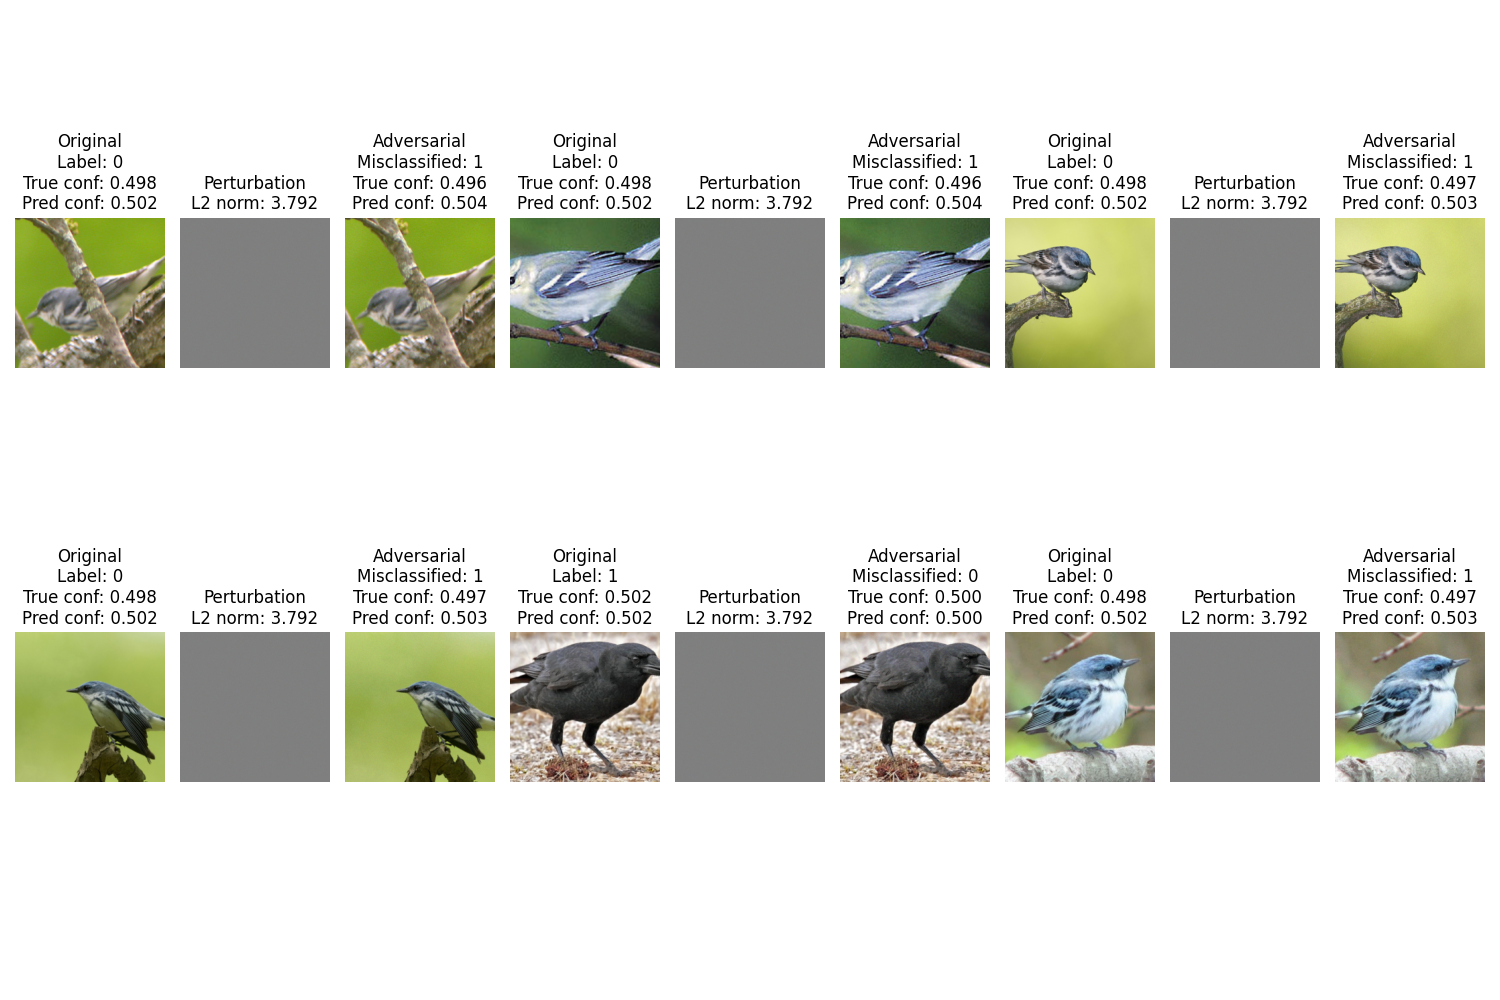 Original
Label: 0
True conf: 0.498
Pred conf: 0.502
Perturbation
L2 norm: 3.792
Adversarial
Misclassified: 1
True conf: 0.496
Pred conf: 0.504
Original
Label: 0
True conf: 0.498
Pred conf: 0.502
Perturbation
L2 norm: 3.792
Adversarial
Misclassified: 1
True conf: 0.496
Pred conf: 0.504
Original
Label: 0
True conf: 0.498
Pred conf: 0.502
Perturbation
L2 norm: 3.792
Adversarial
Misclassified: 1
True conf: 0.497
Pred conf: 0.503
Original
Label: 0
True conf: 0.498
Pred conf: 0.502
Perturbation
L2 norm: 3.792
Adversarial
Misclassified: 1
True conf: 0.497
Pred conf: 0.503
Original
Label: 1
True conf: 0.502
Pred conf: 0.502
Perturbation
L2 norm: 3.792
Adversarial
Misclassified: 0
True conf: 0.500
Pred conf: 0.500
Original
Label: 0
True conf: 0.498
Pred conf: 0.502
Perturbation
L2 norm: 3.792
Adversarial
Misclassified: 1
True conf: 0.497
Pred conf: 0.503